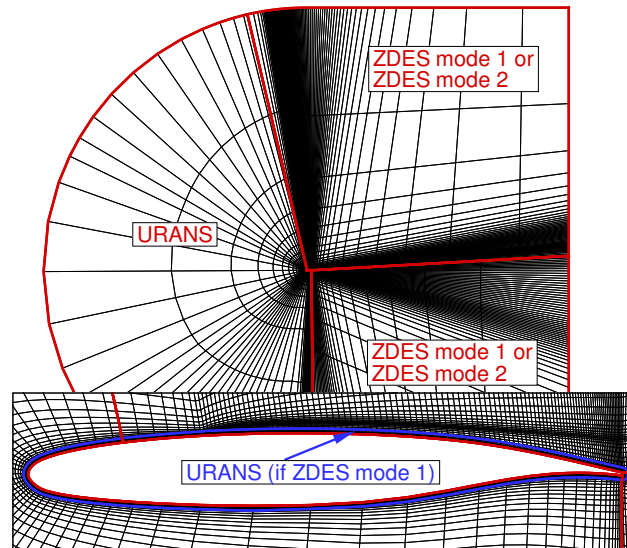 ZDES mode 1 or
ZDES mode 2
URANS
ZDES mode 1 or
ZDES mode 2
URANS (if ZDES mode 1)